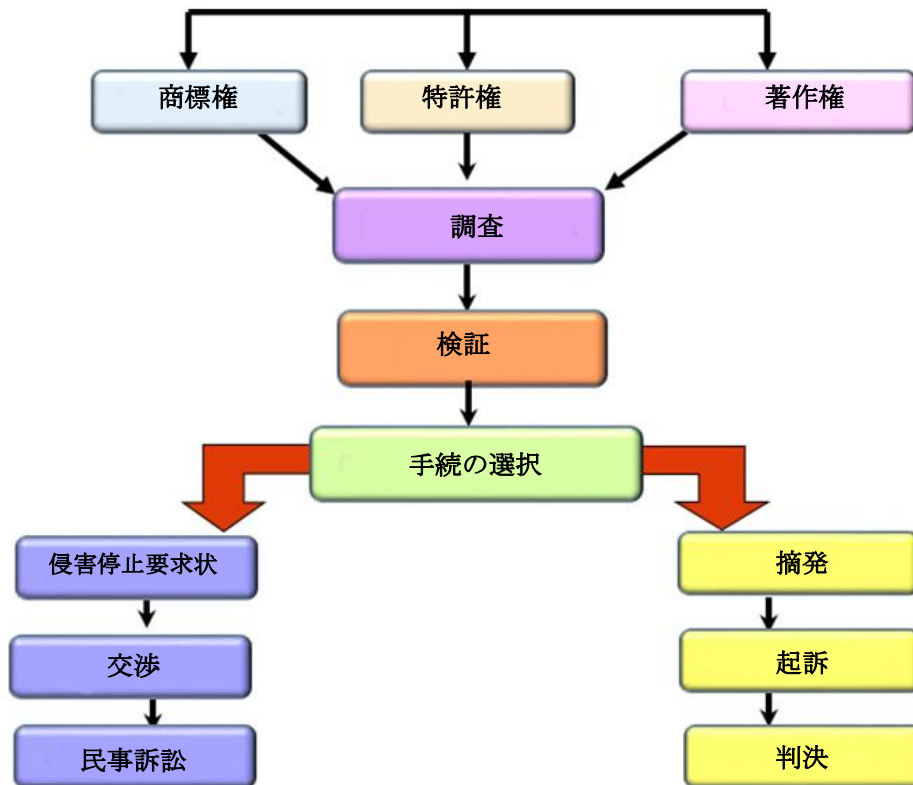 商標権
特許権
著作権
調査
検証
手続の選択
侵害停止要求状
交渉
民事訴訟
摘発
起訴
判決